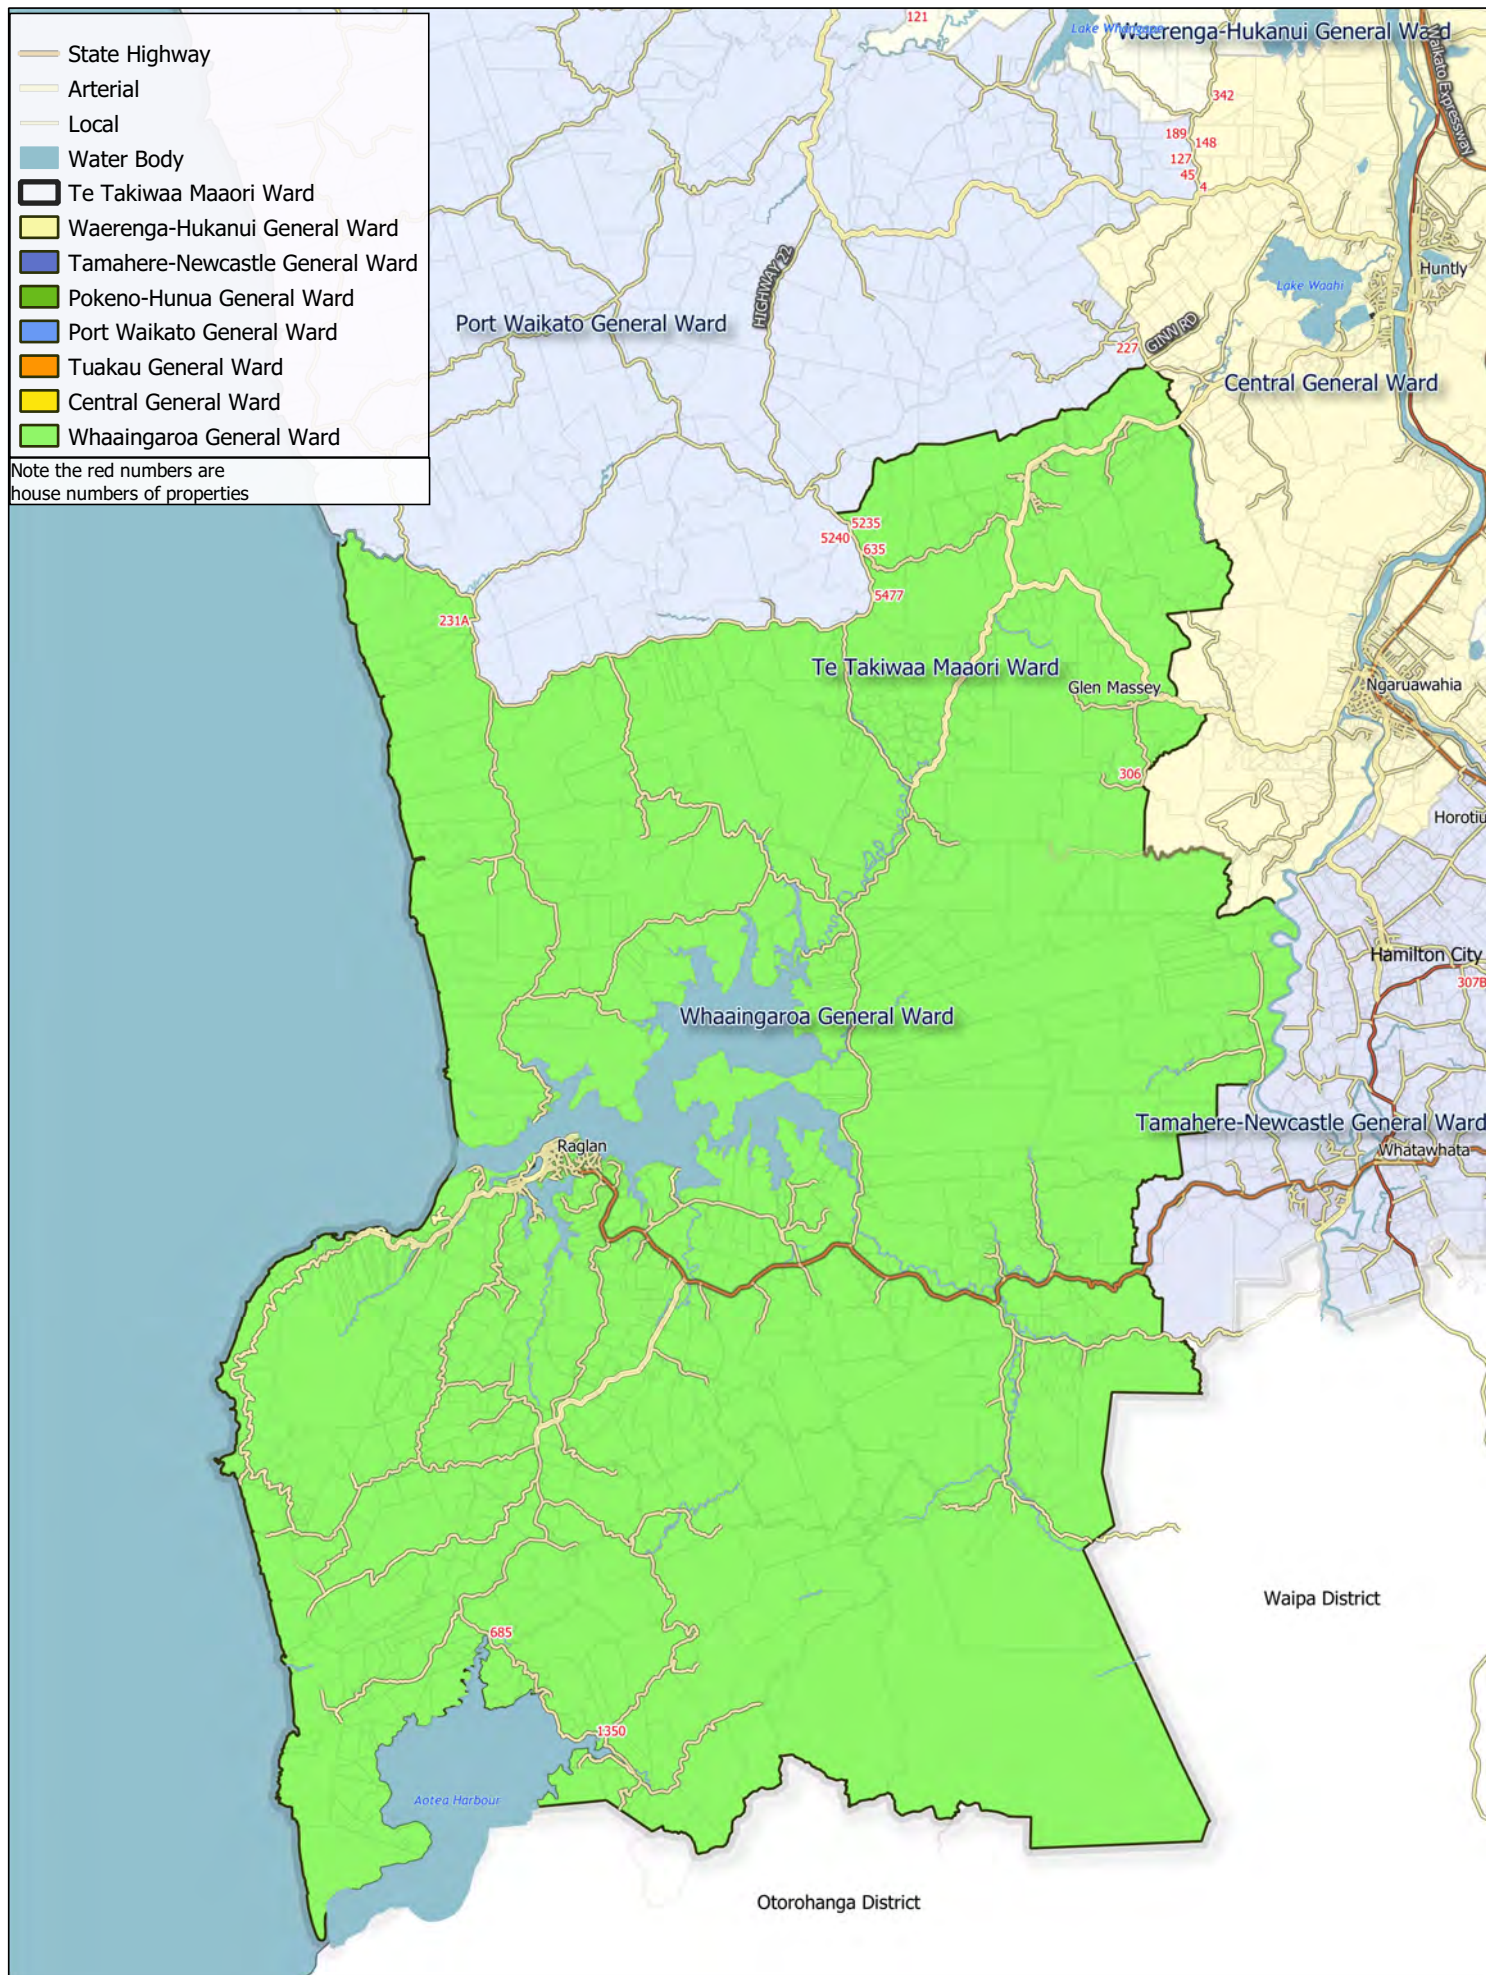 State Highway
Arterial
Local
Water Body
Te Takiwaa Maaori Ward
Waerenga-Hukanui General Ward
Tamahere-Newcastle General Ward
Pokeno-Hunua General Ward
Port Waikato General Ward
Tuakau General Ward
Central General Ward
Whaaingaroa General Ward
Note the red numbers are
house numbers of properties
121
Lake
Waerenga-Hukanui General Ward
Waikato Expressway
342
189
148
127
45
4
Huntly
Lake Waahi
HIGHWAY 22
Port Waikato General Ward
GINN RD
227
Central General Ward
5235
5240
635
5477
231A
Te Takiwaa Maaori Ward
Glen Massey
Ngaruawahia
306
Horotiu
Hamilton City
307B
Whaaingaroa General Ward
Tamahere-Newcastle General Ward
Whatawhata
Raglan
Waipa District
685
1350
Aotea Harbour
Otorohanga District